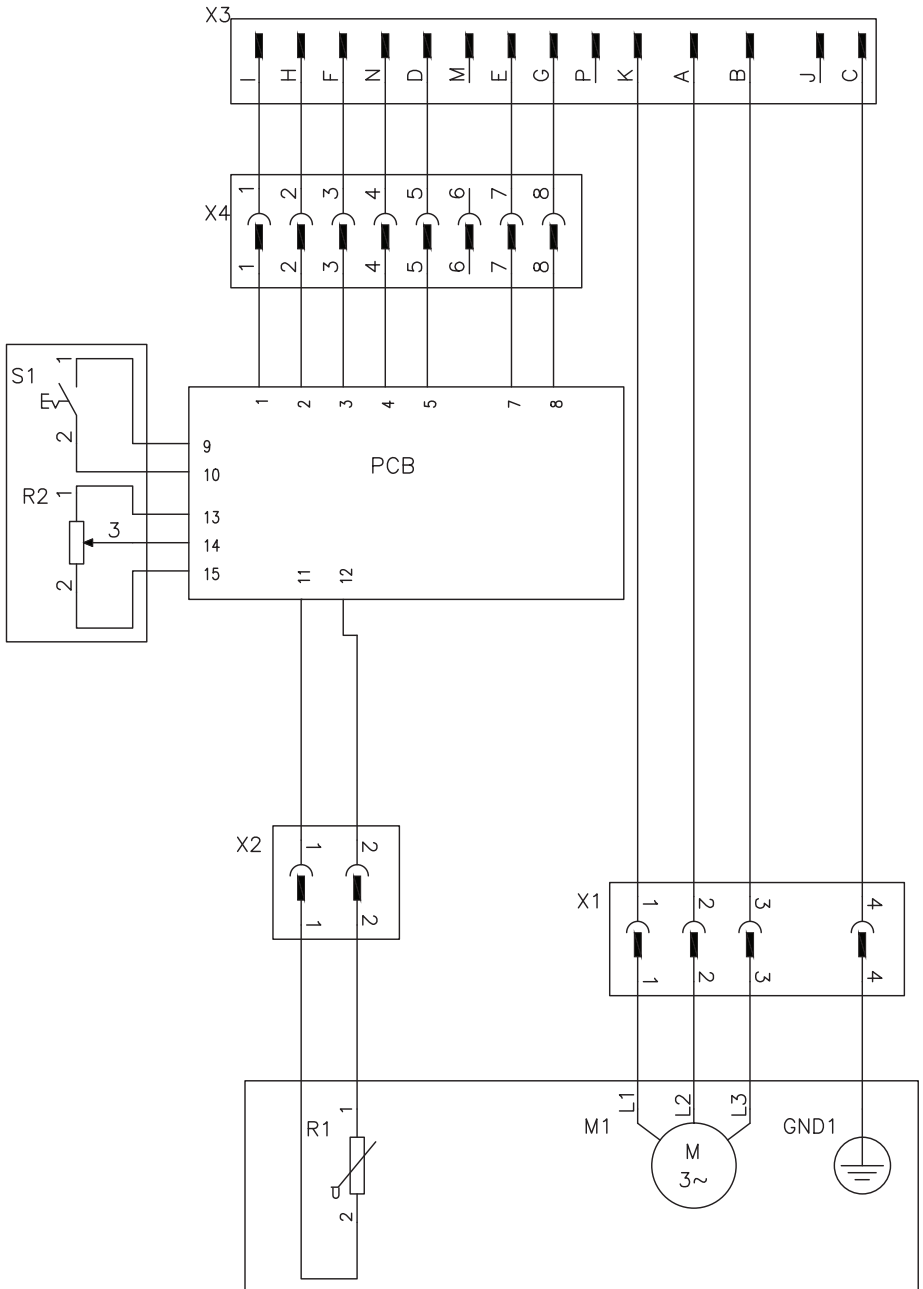 X3
I H F N D M E G P K A B J C
1 2 3 4 5 6 7 8
X4
1 2 3 4 5 6 7 8
S1
1
2
1 2 3 4 5 7 8
PCB
9
10
13
14
15
11 12
R2
1
3
2
X2
1 2
1 2
X1
1 2 3 4
1 2 3 4
R1
1
2
M1
L1 L2 L3
M
3~
GND1